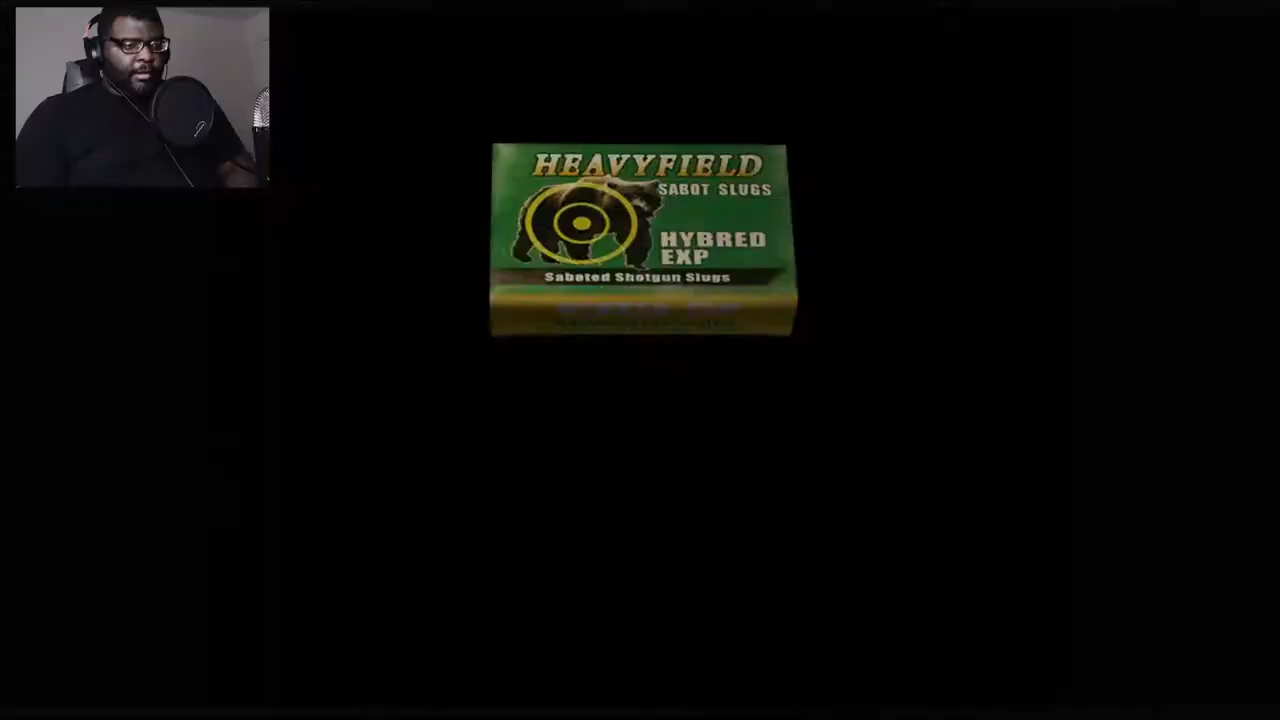 HEAVYFIELD
SABOT SLUGS
HYBRED
EXP
Saboted Shotgun Slugs